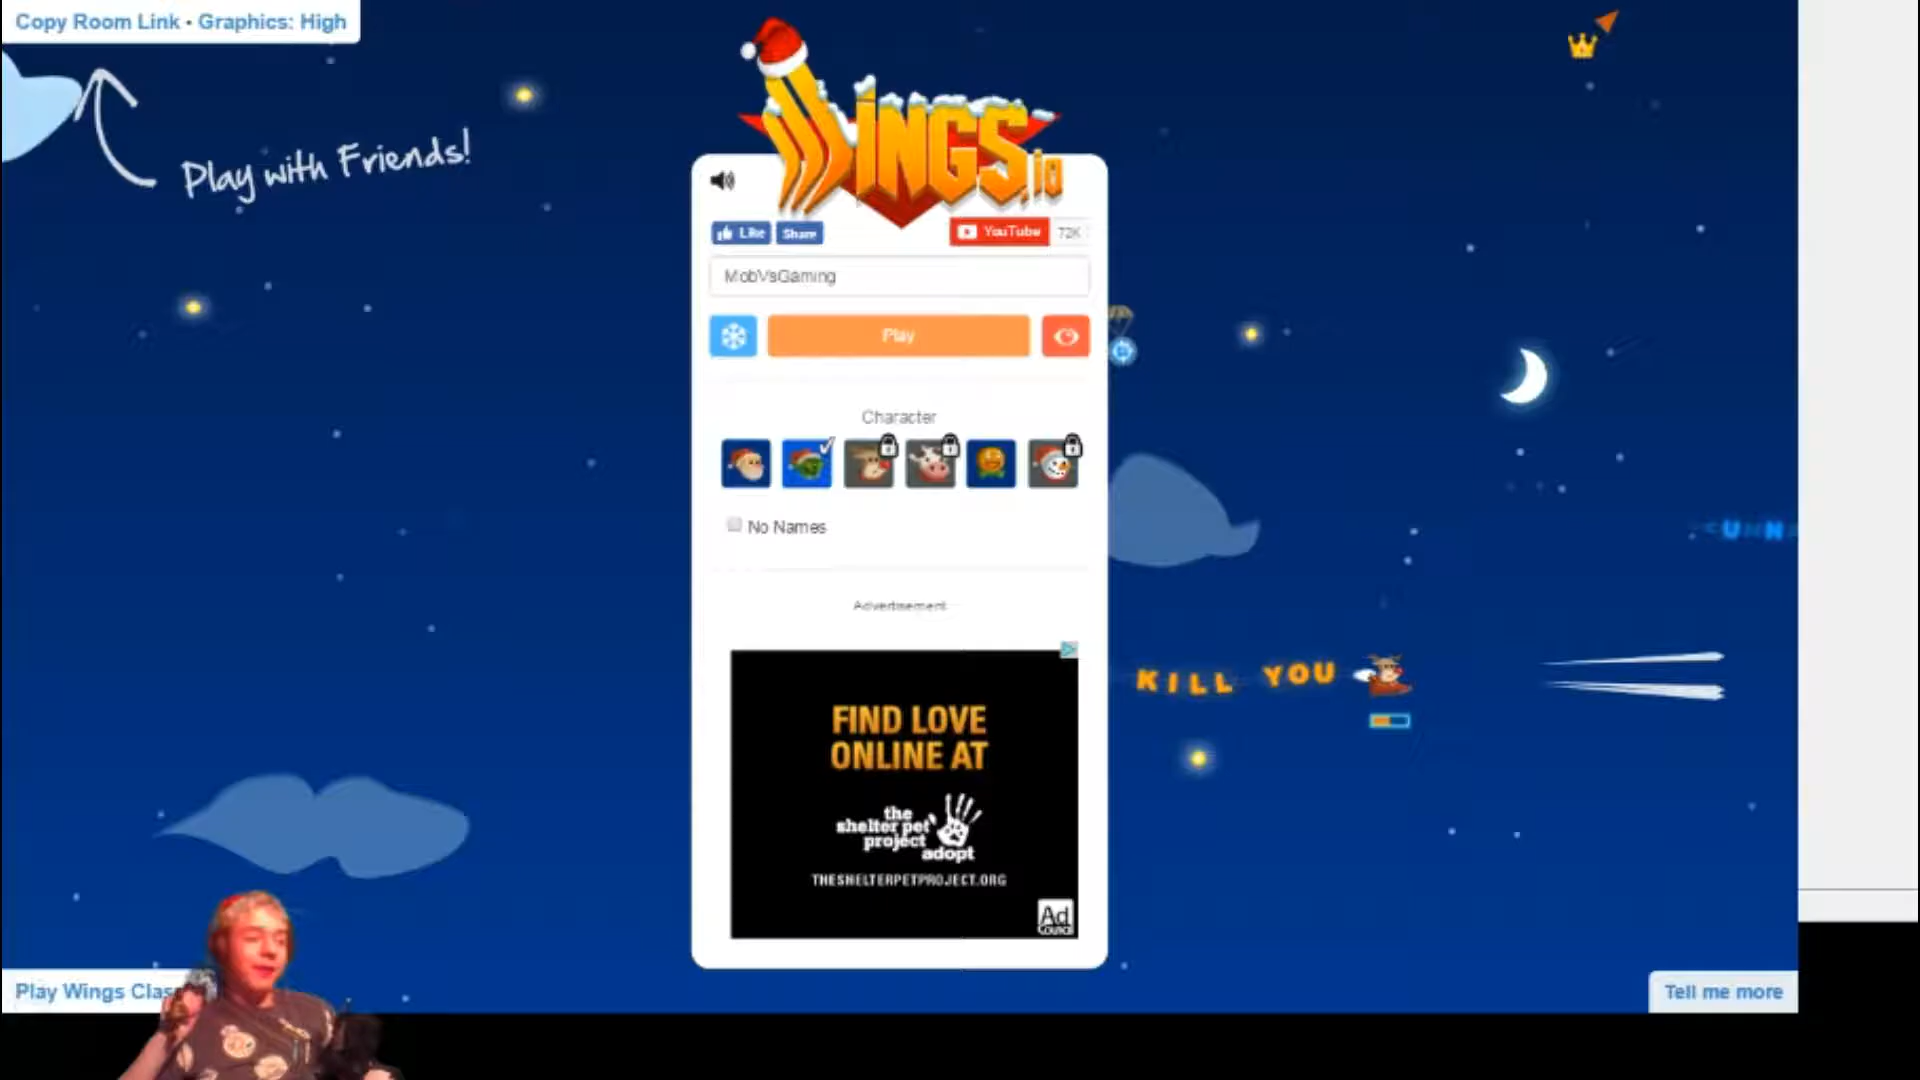 Copy Room Link • Graphics: High
Play with Friends!
WINGS.io
Like
Share
YouTube
72K
MobVsGaming
Play
Character
No Names
Advertisement
FIND LOVE
ONLINE AT
the
shelter pet
project
adopt
THESHELTERPETPROJECT.ORG
Ad
COUNCIL
KILL YOU
Play Wings Clas
Tell me more